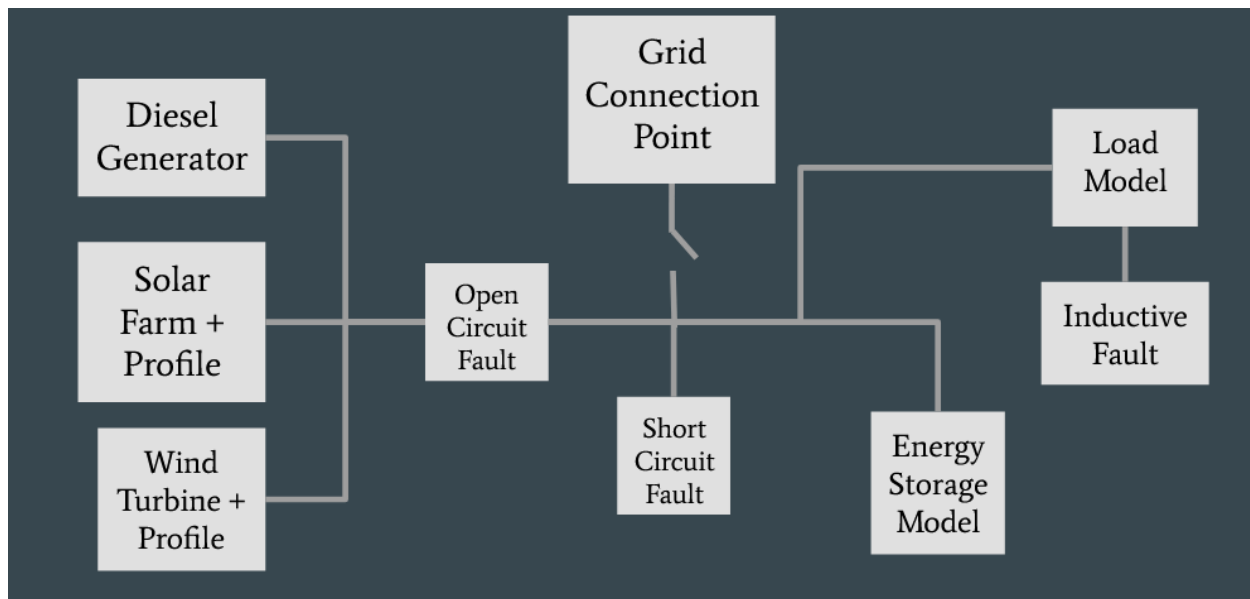 Diesel
Generator
Solar
Farm +
Profile
Wind
Turbine +
Profile
Open
Circuit
Fault
Grid
Connection
Point
Short
Circuit
Fault
Load
Model
Inductive
Fault
Energy
Storage
Model